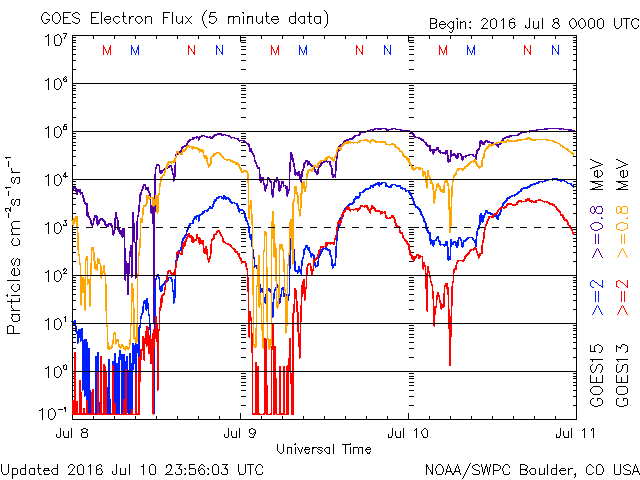 GOES Electron Flux (5 minute data)
Begin: 2016 Jul 8 0000 UTC
10⁷
M M N N M M N N M M N N
10⁶
10⁵
10⁴
10³
10²
10¹
10⁰
10⁻¹
Particles cm⁻²s⁻¹sr⁻¹
GOES15 >=2 >=0.8 MeV
GOES13 >=2 >=0.8 MeV
Jul 8 Jul 9 Jul 10 Jul 11
Universal Time
Updated 2016 Jul 10 23:56:03 UTC
NOAA/SWPC Boulder, CO USA